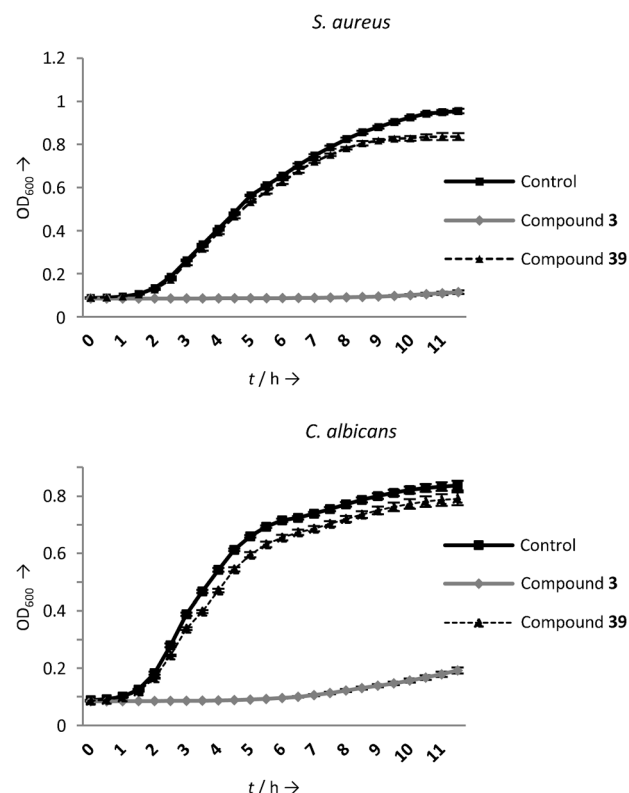 S. aureus
1.2
1
0.8
0.6
0.4
0.2
0
OD600 →
0 1 2 3 4 5 6 7 8 9 10 11
t / h →
Control
Compound 3
Compound 39
C. albicans
0.8
0.6
0.4
0.2
0
OD600 →
0 1 2 3 4 5 6 7 8 9 10 11
t / h →
Control
Compound 3
Compound 39